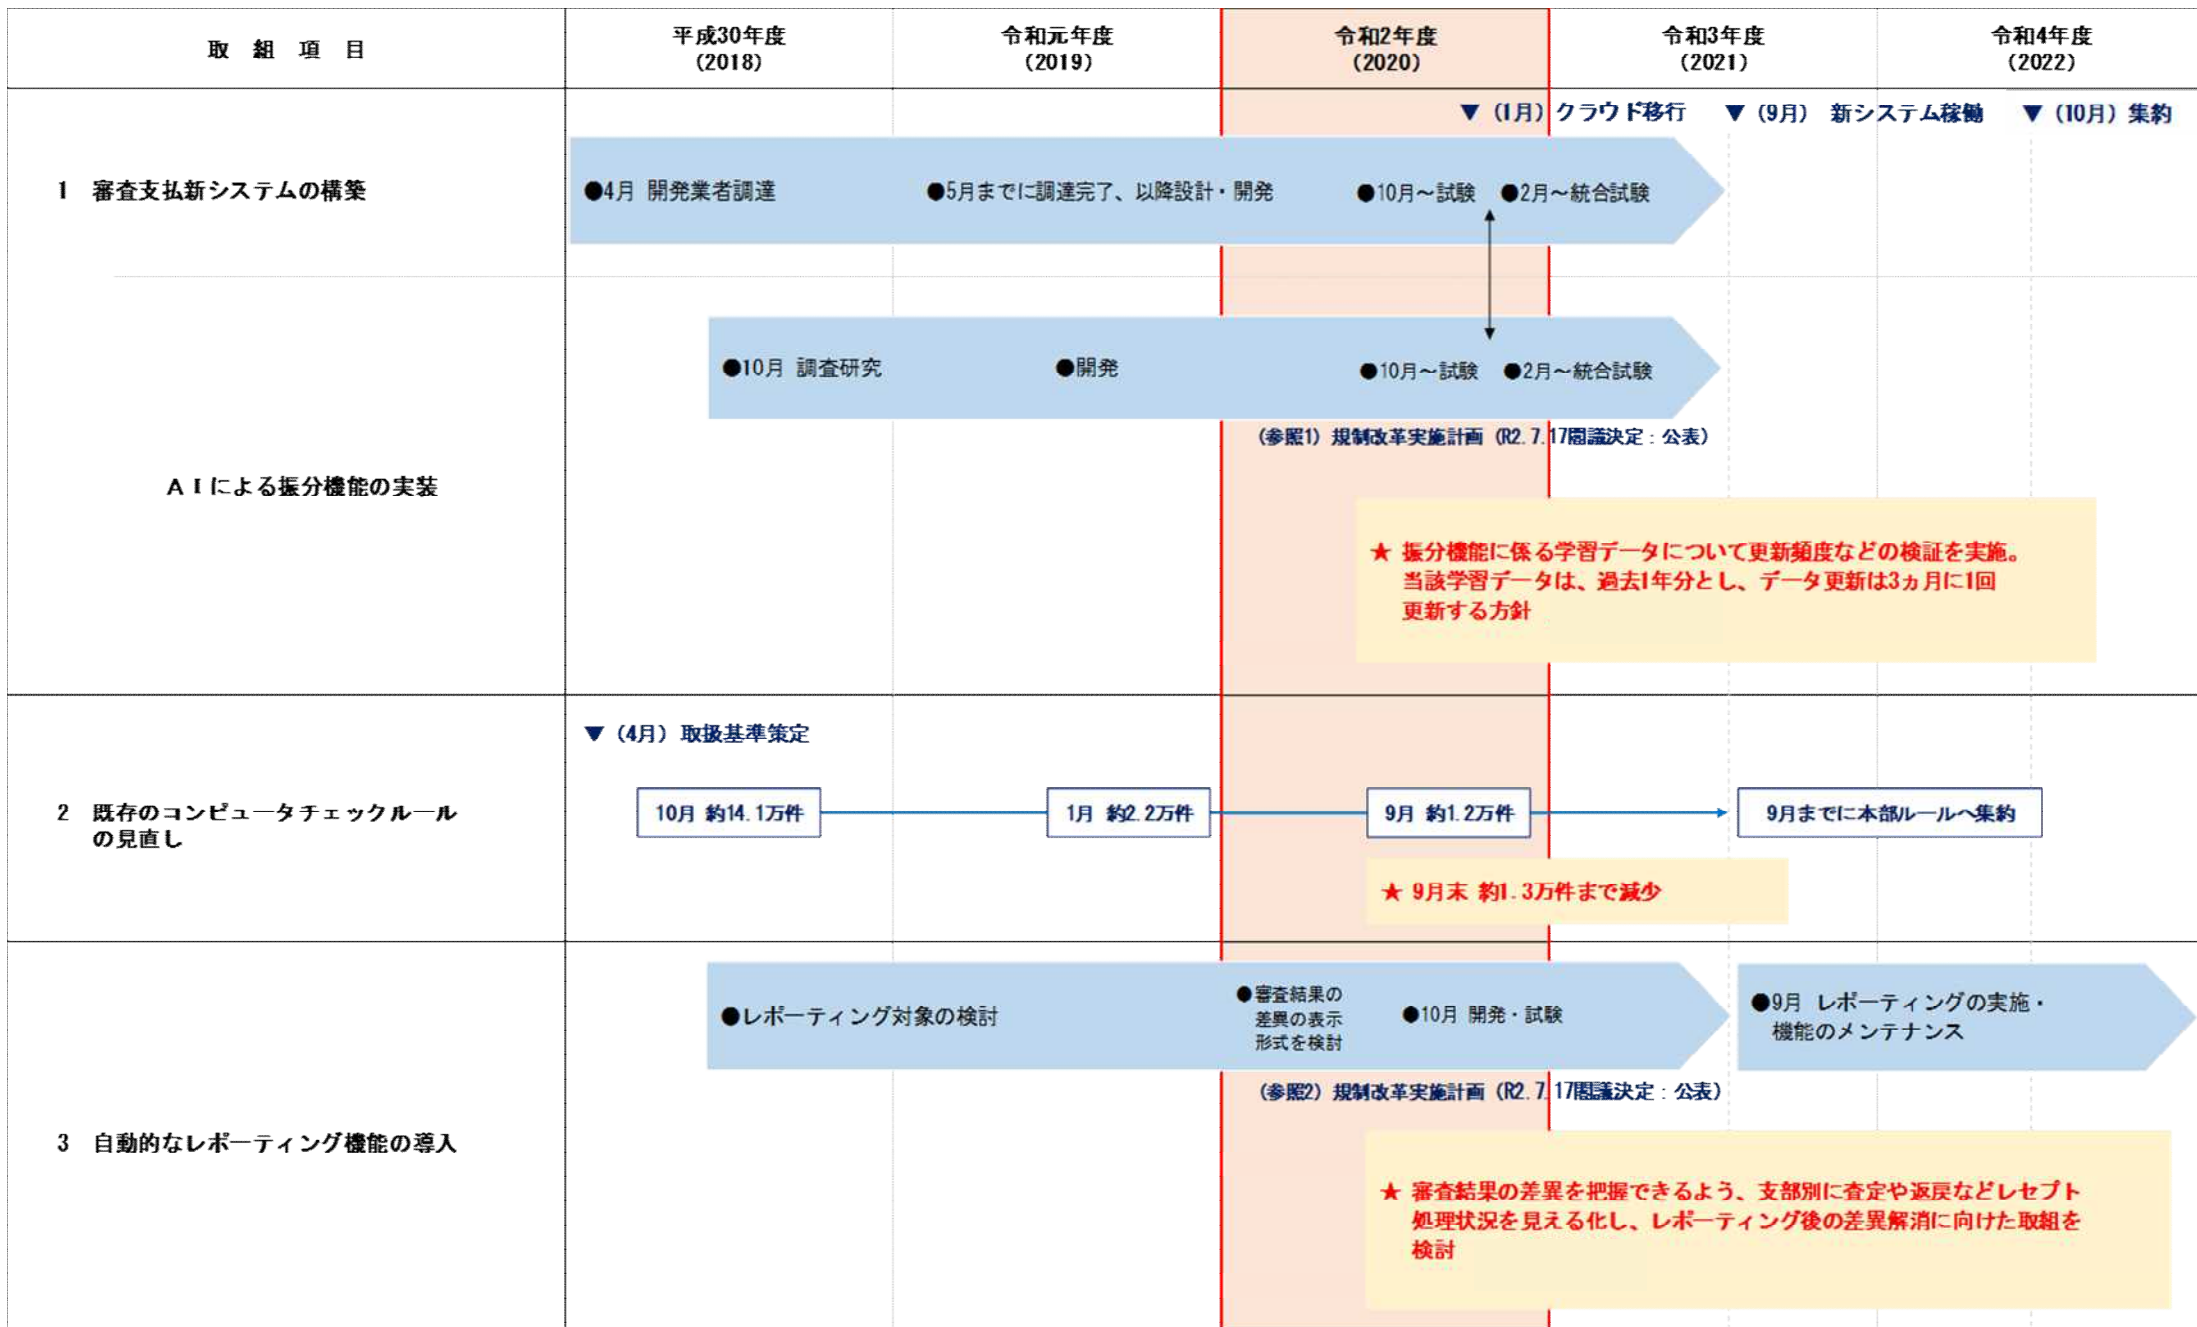 取 組 項 目
平成30年度
(2018)
令和元年度
(2019)
令和2年度
(2020)
令和3年度
(2021)
令和4年度
(2022)
▼ (1月) クラウド移行
▼ (9月) 新システム稼働
▼ (10月) 集約
1 審査支払新システムの構築
●4月 開発業者調達
●5月までに調達完了、以降設計・開発
●10月～試験
●2月～統合試験
AIによる振分機能の実装
●10月 調査研究
●開発
●10月～試験
●2月～統合試験
(参照1) 規制改革実施計画 (R2.7.17閣議決定：公表)
★ 振分機能に係る学習データについて更新頻度などの検証を実施。
当該学習データは、過去1年分とし、データ更新は3ヵ月に1回
更新する方針
2 既存のコンピュータチェックルール
の見直し
▼ (4月) 取扱基準策定
10月 約14.1万件
1月 約2.2万件
9月 約1.2万件
9月までに本部ルールへ集約
★ 9月末 約1.3万件まで減少
3 自動的なレポーティング機能の導入
●レポーティング対象の検討
●審査結果の
差異の表示
形式を検討
●10月 開発・試験
●9月 レポーティングの実施・
機能のメンテナンス
(参照2) 規制改革実施計画 (R2.7.17閣議決定：公表)
★ 審査結果の差異を把握できるよう、支部別に査定や返戻などレセプト
処理状況を見える化し、レポーティング後の差異解消に向けた取組を
検討